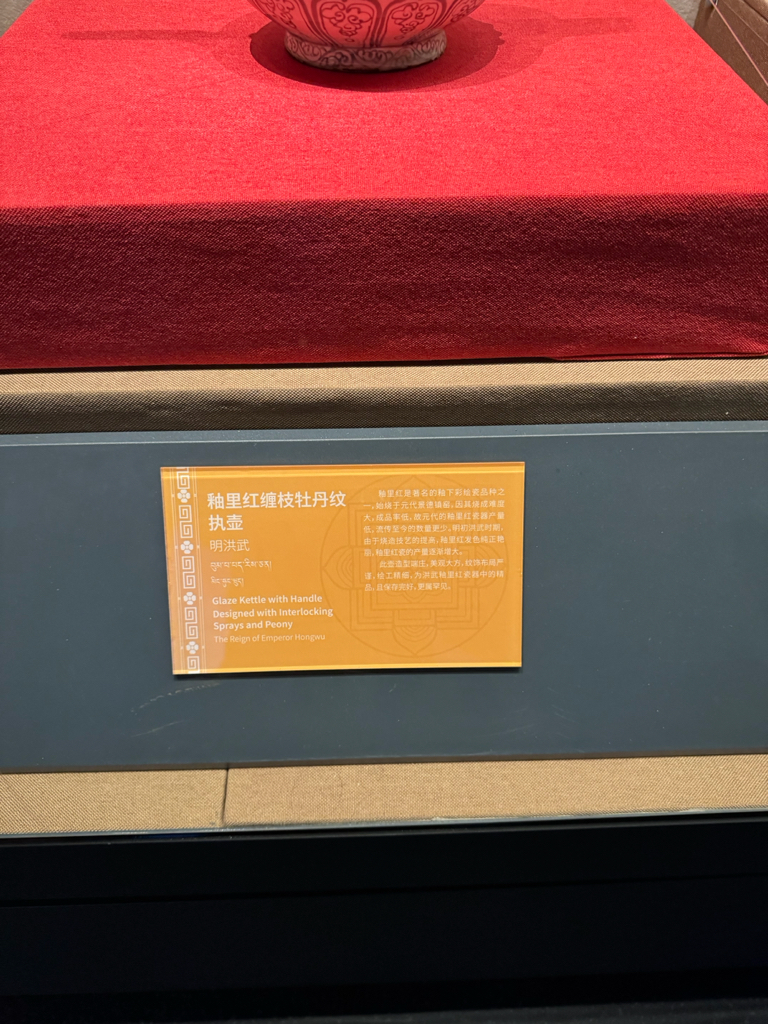 釉里红缠枝牡丹纹
执壶
明洪武
Glaze Kettle with Handle
Designed with Interlocking
Sprays and Peony
The Reign of Emperor Hongwu
釉里红是著名的釉下彩绘瓷品种之
一,始烧于元代景德镇窑,因其烧成难度
大,成品率低,故元代的釉里红瓷器产量
低,流传至今的数量更少,明初洪武时期,
由于烧造技艺的提高,釉里红发色纯正艳
丽,釉里红瓷的产量逐渐增大。
此壶造型端庄,美观大方,纹饰布局严
谨,绘工精细,为洪武釉里红瓷器中的精
品,且保存完好,更属罕见。